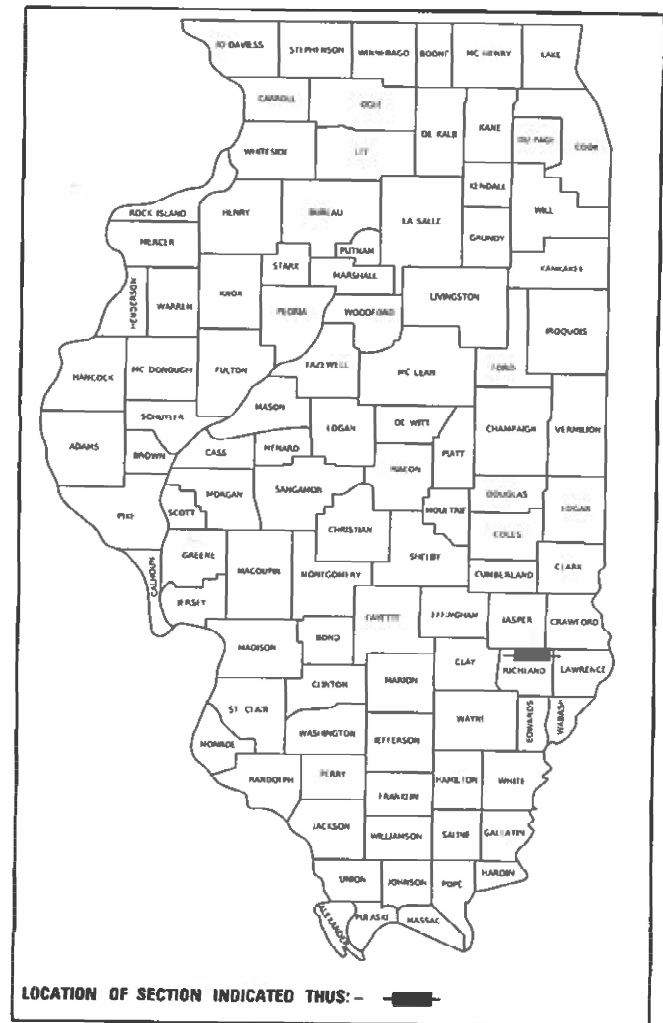 JO DAVIESS STEPHENSON WINNEBAGO BOONE MC HENRY LAKE
CARROLL OGLE
DE KALB KANE DU PAGE COOK
WHITESIDE LEE
KENDALL
ROCK ISLAND HENRY BUREAU LA SALLE WILL
MERCER GRUNDY
PUTNAM
STARK MARSHALL KANKAKEE
HENDERSON WARREN KNOX PEORIA WOODFORD LIVINGSTON
IROQUOIS
HANCOCK MC DONOUGH FULTON TAZEWELL MC LEAN FORD
MASON
SCHUYLER LOGAN DE WITT CHAMPAIGN VERMILION
ADAMS BROWN CASS MENARD MACON PIATT
MORGAN SANGAMON DOUGLAS EDGAR
PIKE SCOTT CHRISTIAN MOULTRIE
COLES
GREENE SHELBY
CALHOUN MACOUPIN MONTGOMERY CUMBERLAND CLARK
JERSEY FAYETTE EFFINGHAM JASPER CRAWFORD
MADISON BOND
CLAY RICHLAND LAWRENCE
CLINTON MARION
ST CLAIR WAYNE EDWARDS WABASH
WASHINGTON JEFFERSON
MONROE
RANDOLPH PERRY HAMILTON WHITE
FRANKLIN
JACKSON WILLIAMSON SALINE GALLATIN
UNION JOHNSON POPE HARDIN
ALEXANDER PULASKI MASSAC
LOCATION OF SECTION INDICATED THUS:-